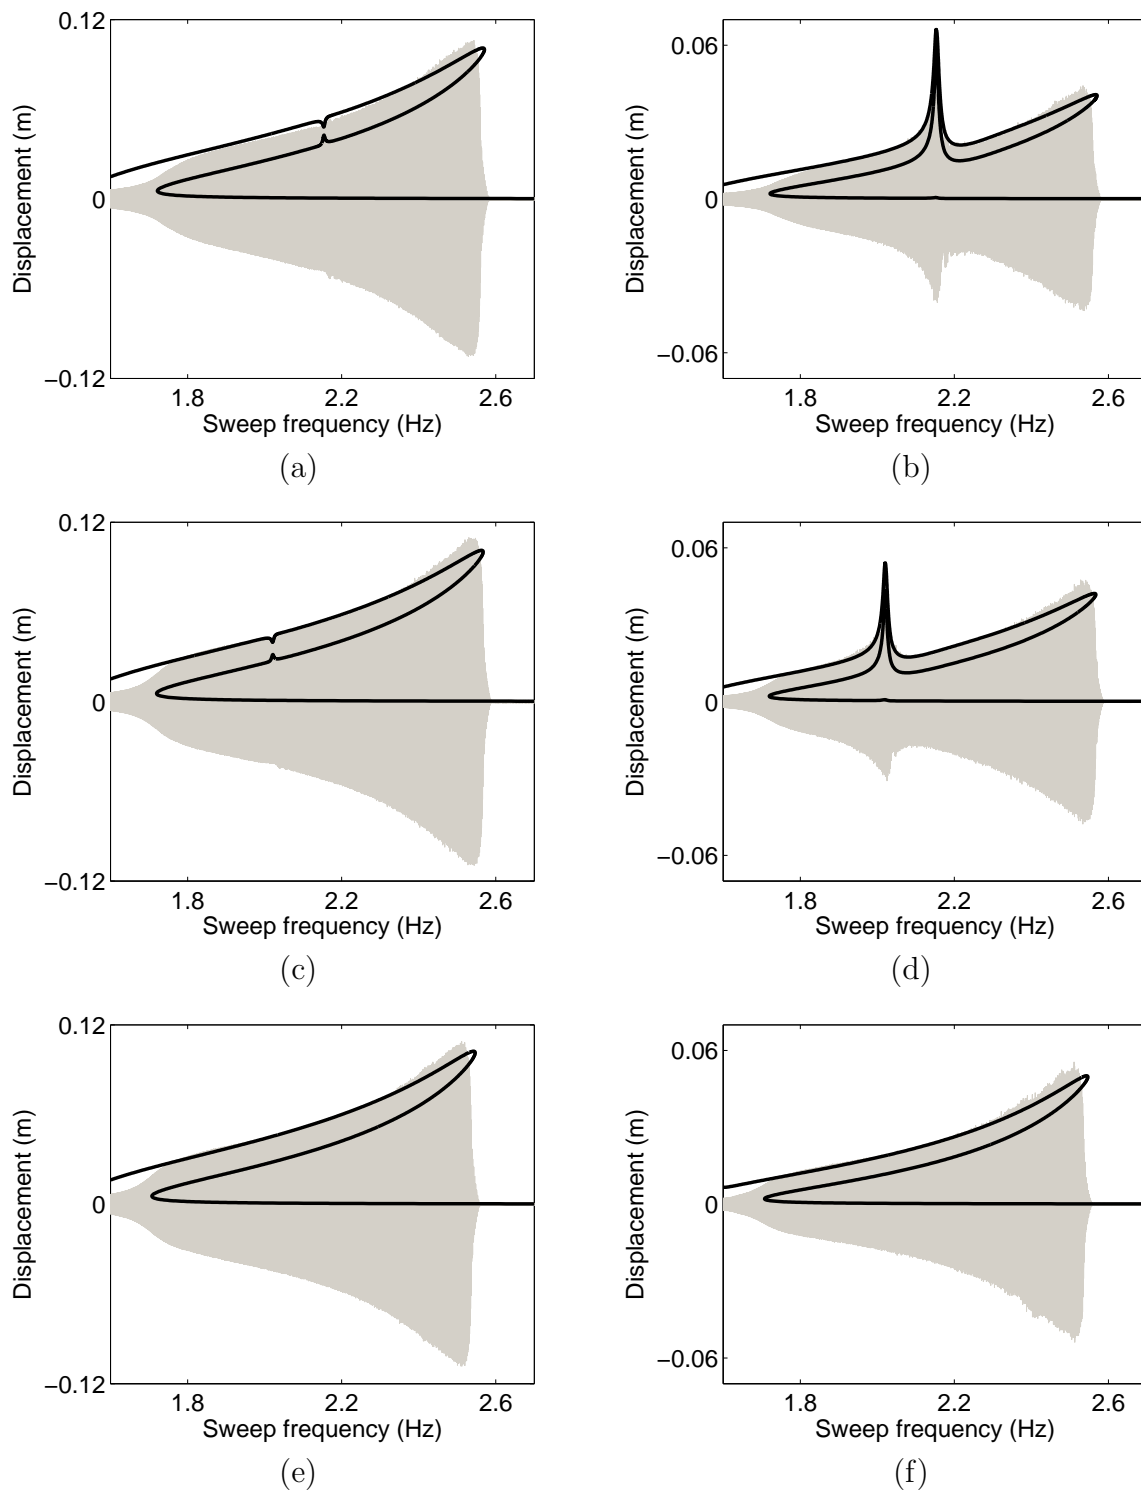 0.12
0
−0.12
Displacement (m)
1.8
2.2
2.6
Sweep frequency (Hz)
(a)
0.06
0
−0.06
Displacement (m)
1.8
2.2
2.6
Sweep frequency (Hz)
(b)
0.12
0
−0.12
Displacement (m)
1.8
2.2
2.6
Sweep frequency (Hz)
(c)
0.06
0
−0.06
Displacement (m)
1.8
2.2
2.6
Sweep frequency (Hz)
(d)
0.12
0
−0.12
Displacement (m)
1.8
2.2
2.6
Sweep frequency (Hz)
(e)
0.06
0
−0.06
Displacement (m)
1.8
2.2
2.6
Sweep frequency (Hz)
(f)